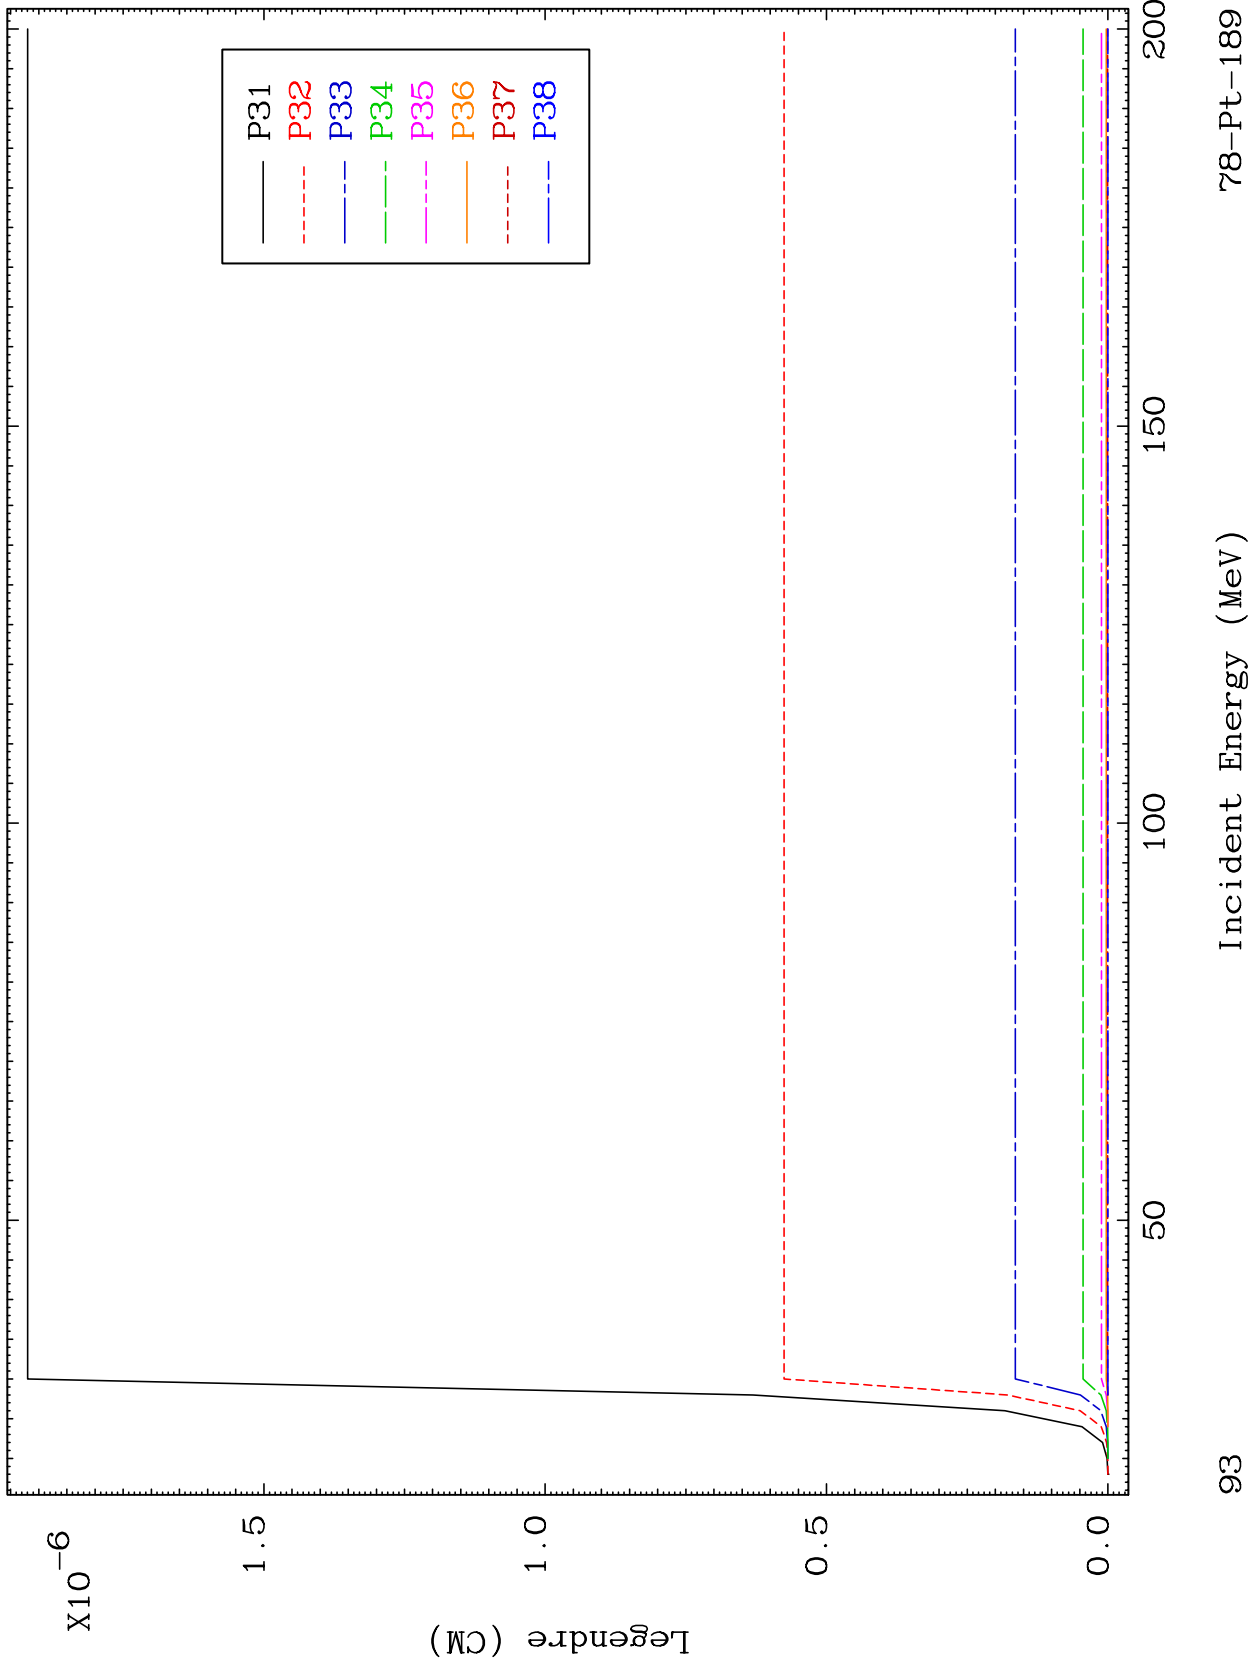 X10-6
1.5
1.0
0.5
0.0
Legendre (CM)
P31
P32
P33
P34
P35
P36
P37
P38
50
100
150
200
Incident Energy (MeV)
93
78-Pt-189